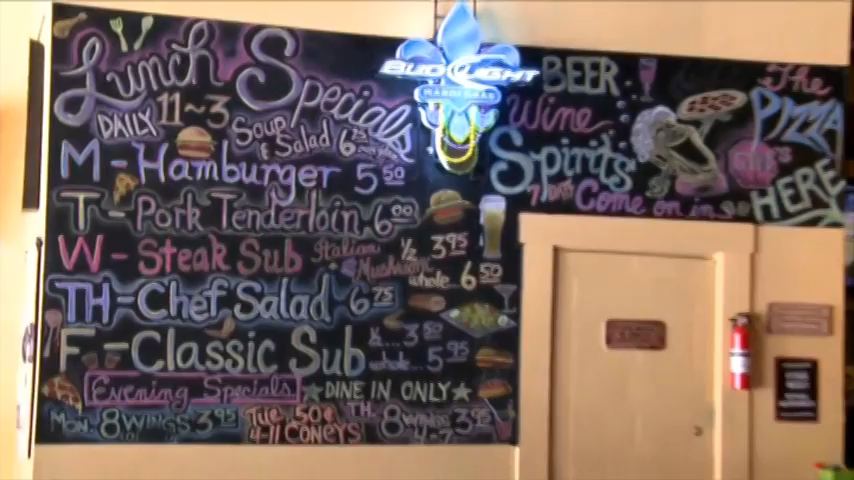 Lunch Specials
DAILY 11~3
Soup & Salad 6.75
M - Hamburger 5.50
T - Pork Tenderloin 6.00
W - Steak Sub Italian Mushroom ½ 3.95 whole.. 6.50
TH = Chef Salad 6.75
F - Classic Sub ½... 3.50 whole.. 5.95
Evening Specials ★ DINE IN ONLY ★
Mon. 8 WINGS 3.95 Tue. 50¢ CONEYS 4-11 TH. 8 WINGS 3.95 4-7
BUD LIGHT
MARDI GRAS
BEER
Wine
Spirits
7 DAYS Come on in
The
PIZZA
HERE